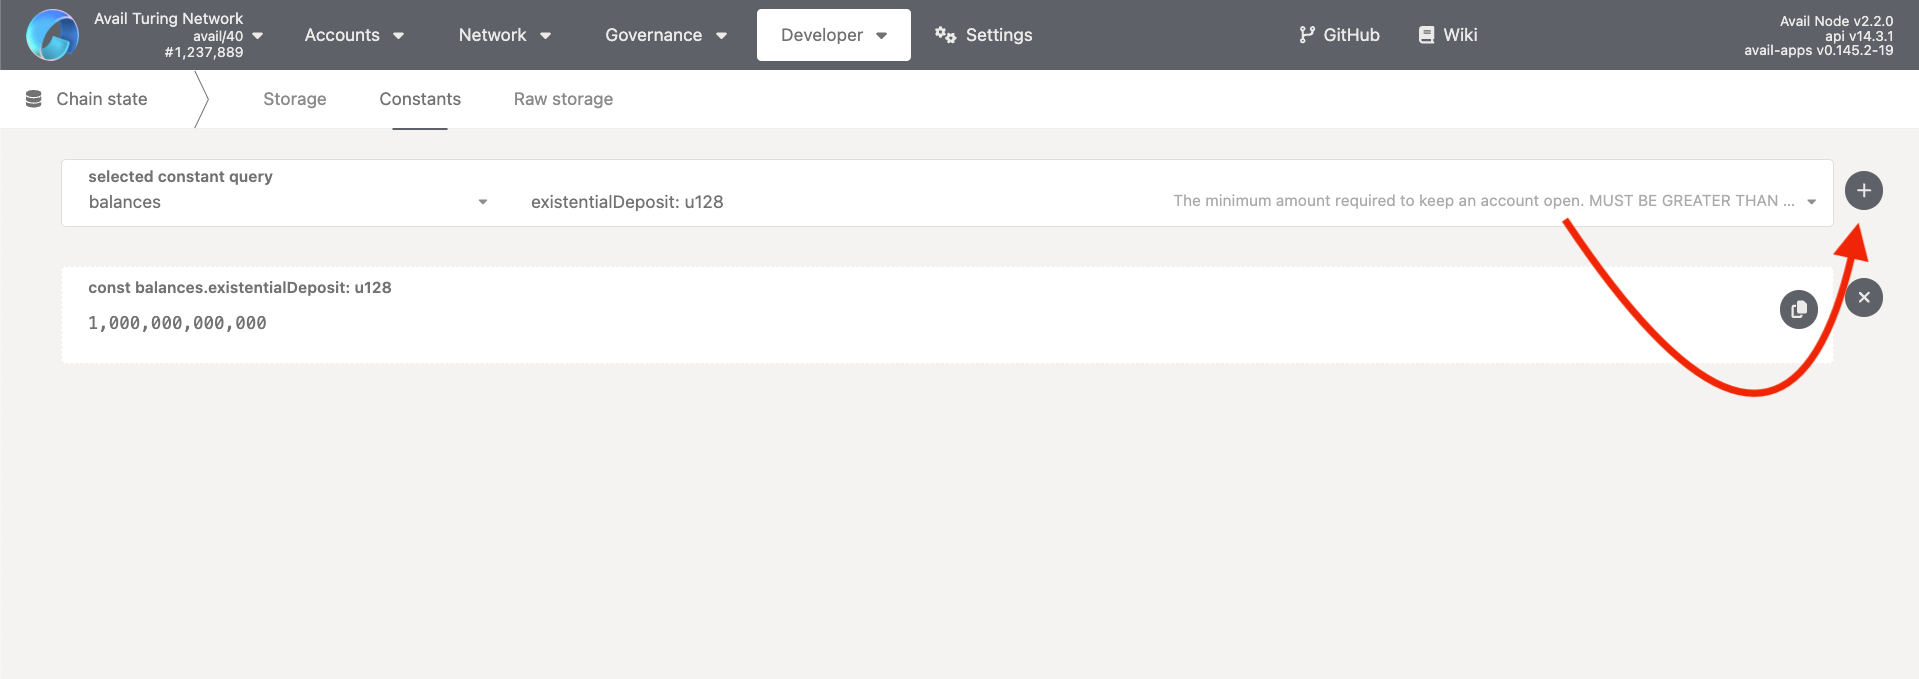 Avail Turing Network
avail/40
#1,237,889
Accounts
Network
Governance
Developer
Settings
GitHub
Wiki
Avail Node v2.2.0
api v14.3.1
avail-apps v0.145.2-19
Chain state
Storage
Constants
Raw storage
selected constant query
balances
existentialDeposit: u128
The minimum amount required to keep an account open. MUST BE GREATER THAN ...
const balances.existentialDeposit: u128
1,000,000,000,000